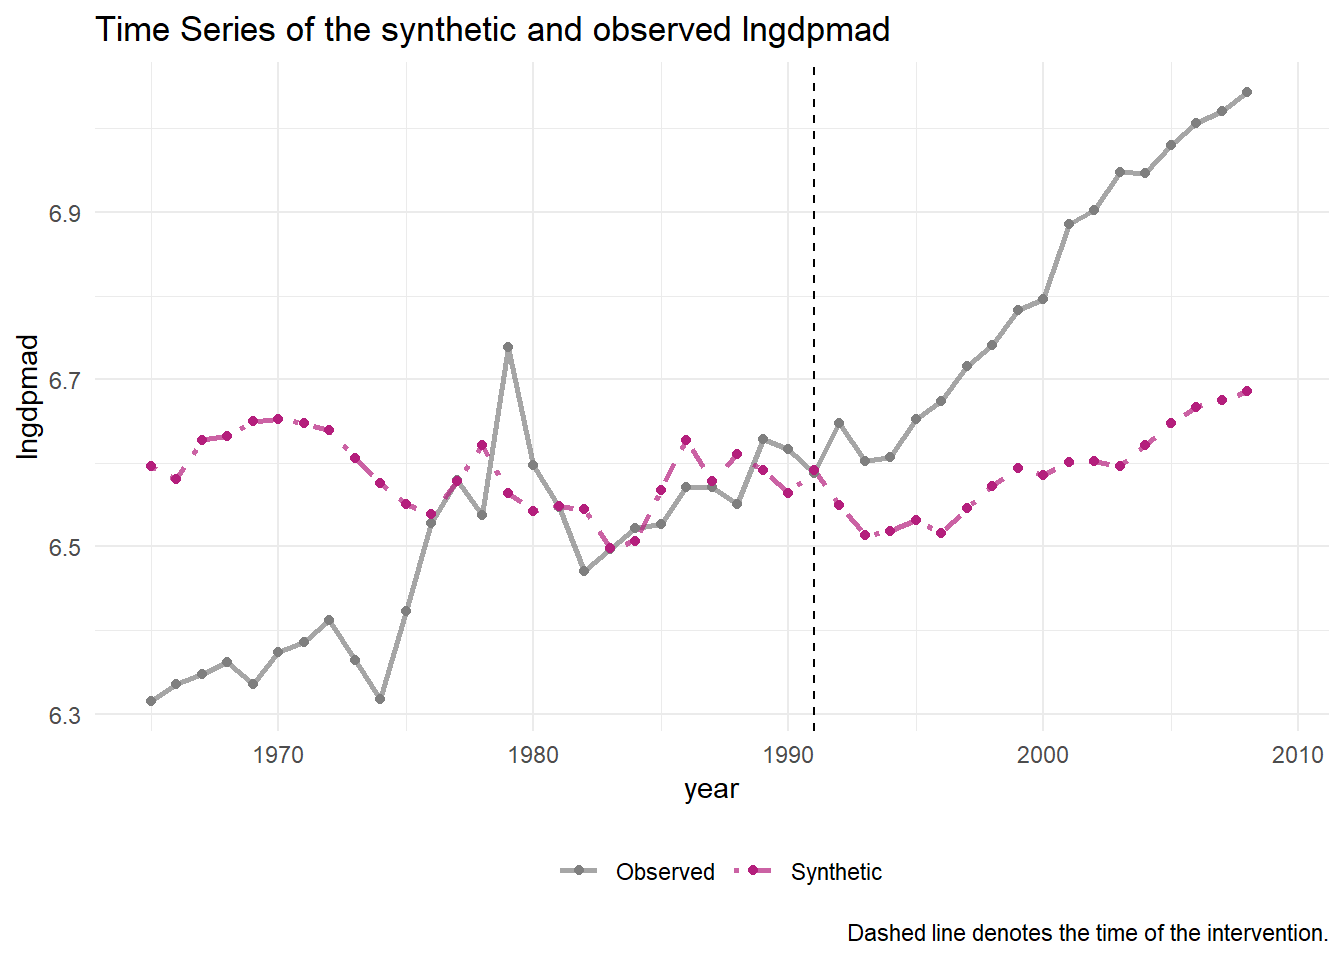 Time Series of the synthetic and observed lngdpmad
lngdpmad
6.9
6.7
6.5
6.3
1970 1980 1990 2000 2010
year
Observed Synthetic
Dashed line denotes the time of the intervention.